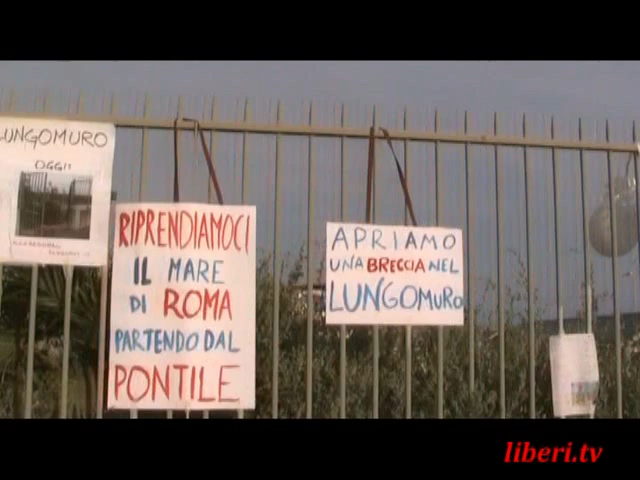 LUNGOMURO
OGGI
RIPRENDIAMOCI
IL MARE
DI ROMA
PARTENDO DAL
PONTILE
APRIAMO
UNA BRECCIA NEL
LUNGOMURO
liberi.tv